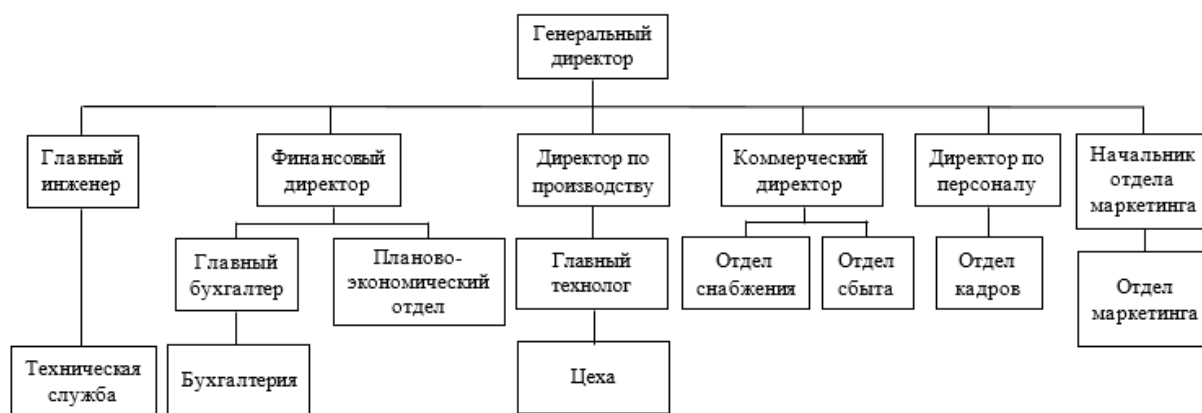 Генеральный
директор
Главный
инженер
Финансовый
директор
Директор по
производству
Коммерческий
директор
Директор по
персоналу
Начальник
отдела
маркетинга
Главный
бухгалтер
Планово-
экономический
отдел
Главный
технолог
Отдел
снабжения
Отдел
сбыта
Отдел
кадров
Отдел
маркетинга
Техническая
служба
Бухгалтерия
Цеха